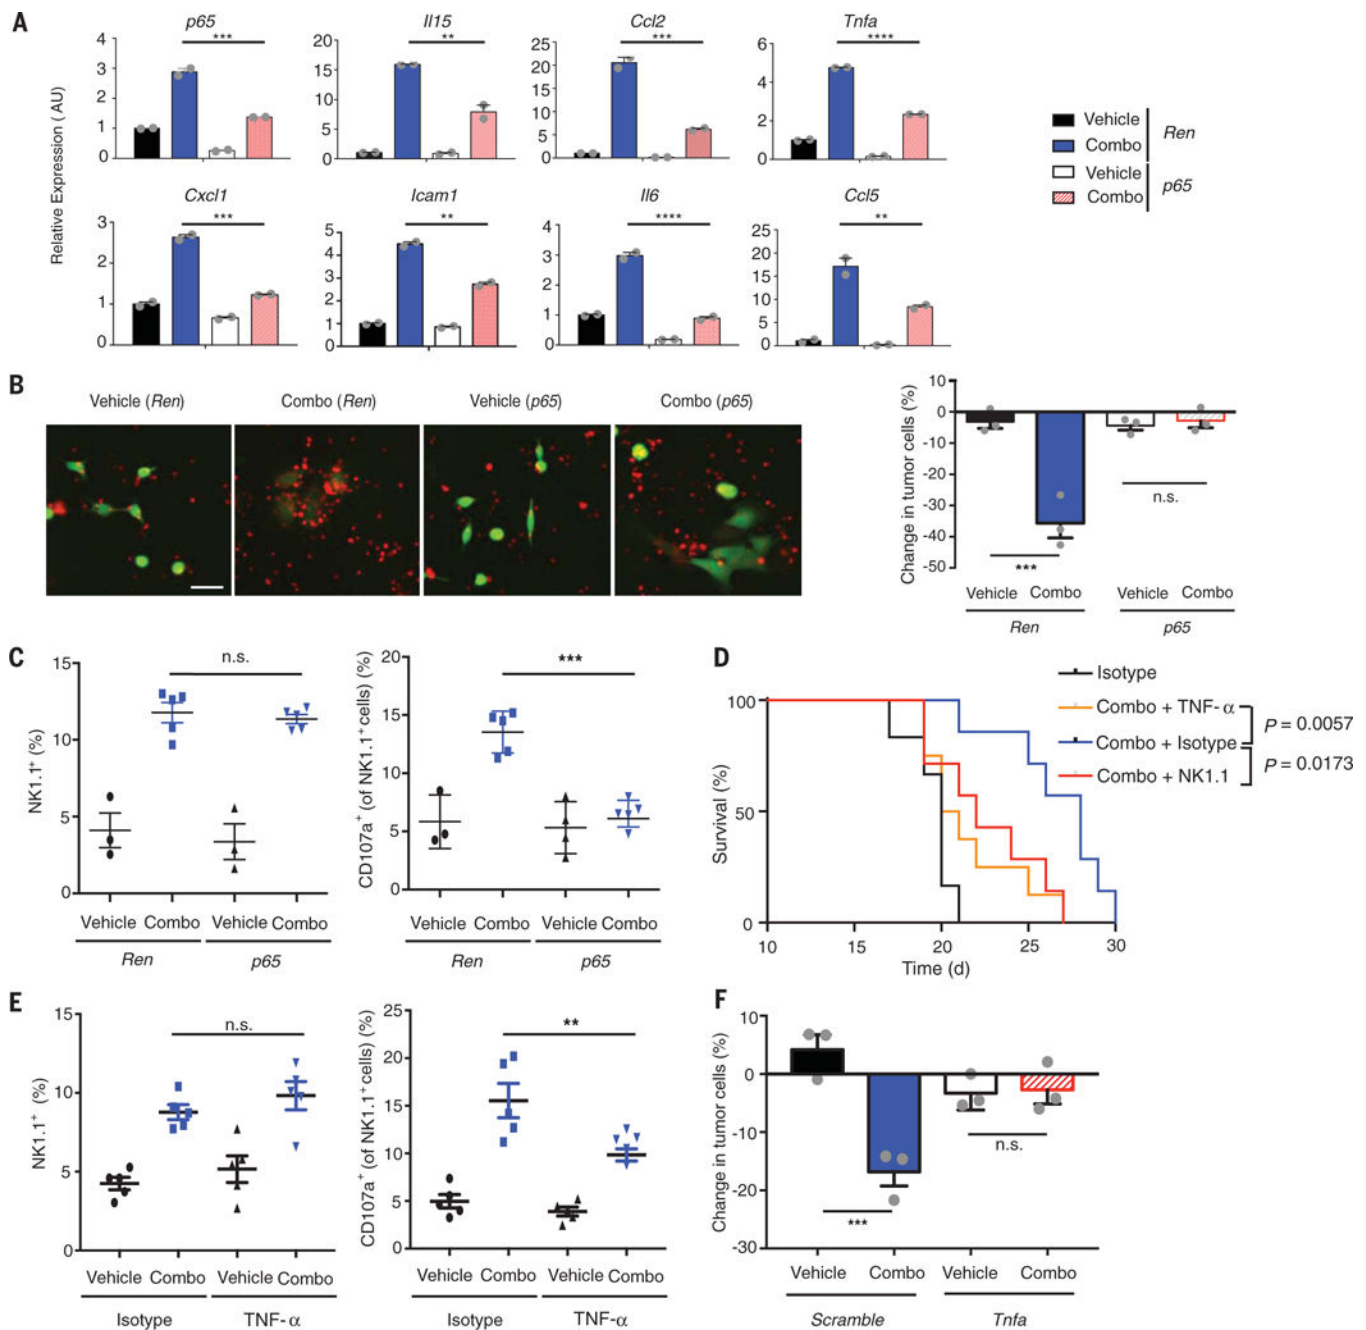 A
p65
Il15
Ccl2
Tnfa
Relative Expression ( AU)
4
3
2
1
0
***
20
15
10
5
0
**
25
20
15
10
5
0
***
6
4
2
0
****
Vehicle
Combo
Ren
Vehicle
Combo
p65
Cxcl1
Icam1
Il6
Ccl5
3
2
1
0
***
5
4
3
2
1
0
**
4
3
2
1
0
****
25
20
15
10
5
0
**
B
Vehicle (Ren)
Combo (Ren)
Vehicle (p65)
Combo (p65)
Change in tumor cells (%)
10
0
-10
-20
-30
-40
-50
***
n.s.
Vehicle Combo Vehicle Combo
Ren p65
C
NK1.1+ (%)
15
10
5
0
n.s.
Vehicle Combo Vehicle Combo
Ren p65
CD107a+ (of NK1.1+cells) (%)
20
15
10
5
0
***
Vehicle Combo Vehicle Combo
Ren p65
D
Survival (%)
100
50
0
10 15 20 25 30
Time (d)
Isotype
Combo + TNF-α
Combo + Isotype
Combo + NK1.1
P = 0.0057
P = 0.0173
E
NK1.1+ (%)
15
10
5
0
n.s.
Vehicle Combo Vehicle Combo
Isotype TNF-α
CD107a+ (of NK1.1+cells) (%)
25
20
15
10
5
0
**
Vehicle Combo Vehicle Combo
Isotype TNF-α
F
Change in tumor cells (%)
10
0
-10
-20
-30
***
n.s.
Vehicle Combo Vehicle Combo
Scramble Tnfa